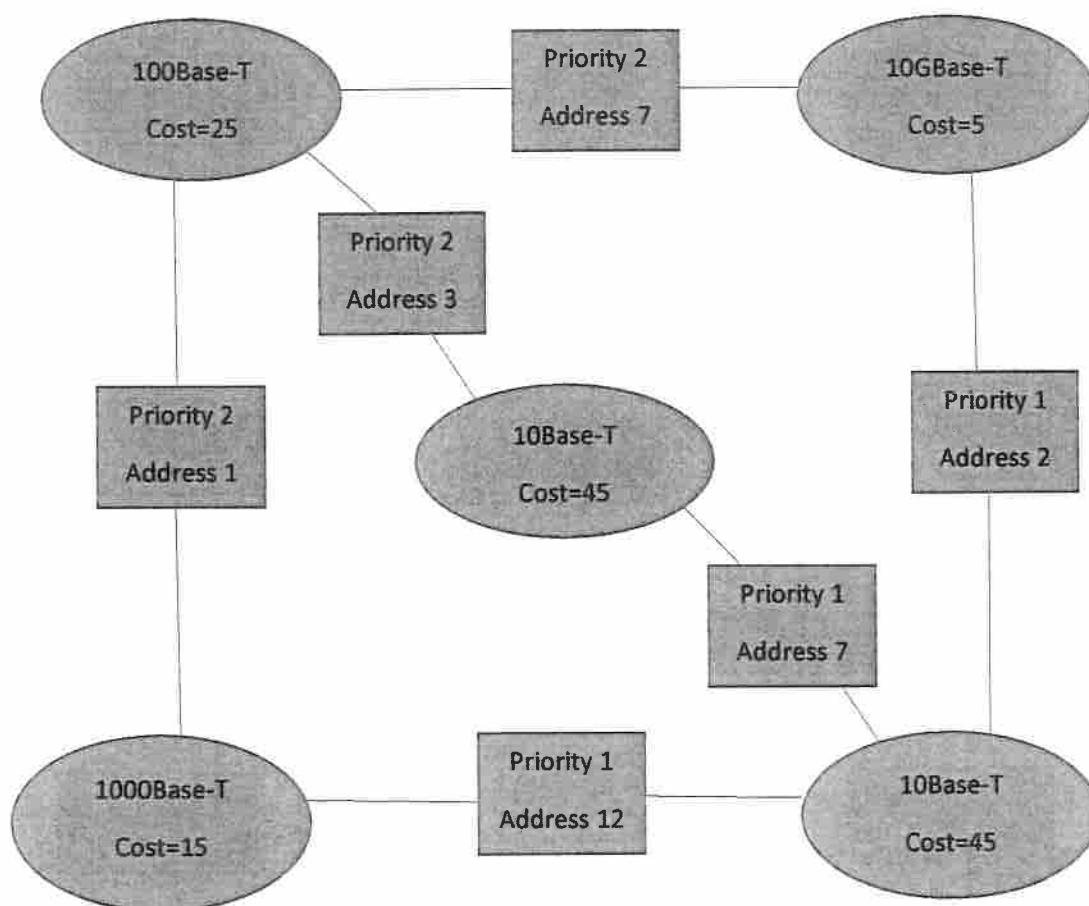 100Base-T
Cost=25
Priority 2
Address 7
10GBase-T
Cost=5
Priority 2
Address 3
Priority 2
Address 1
10Base-T
Cost=45
Priority 1
Address 2
Priority 1
Address 7
1000Base-T
Cost=15
Priority 1
Address 12
10Base-T
Cost=45